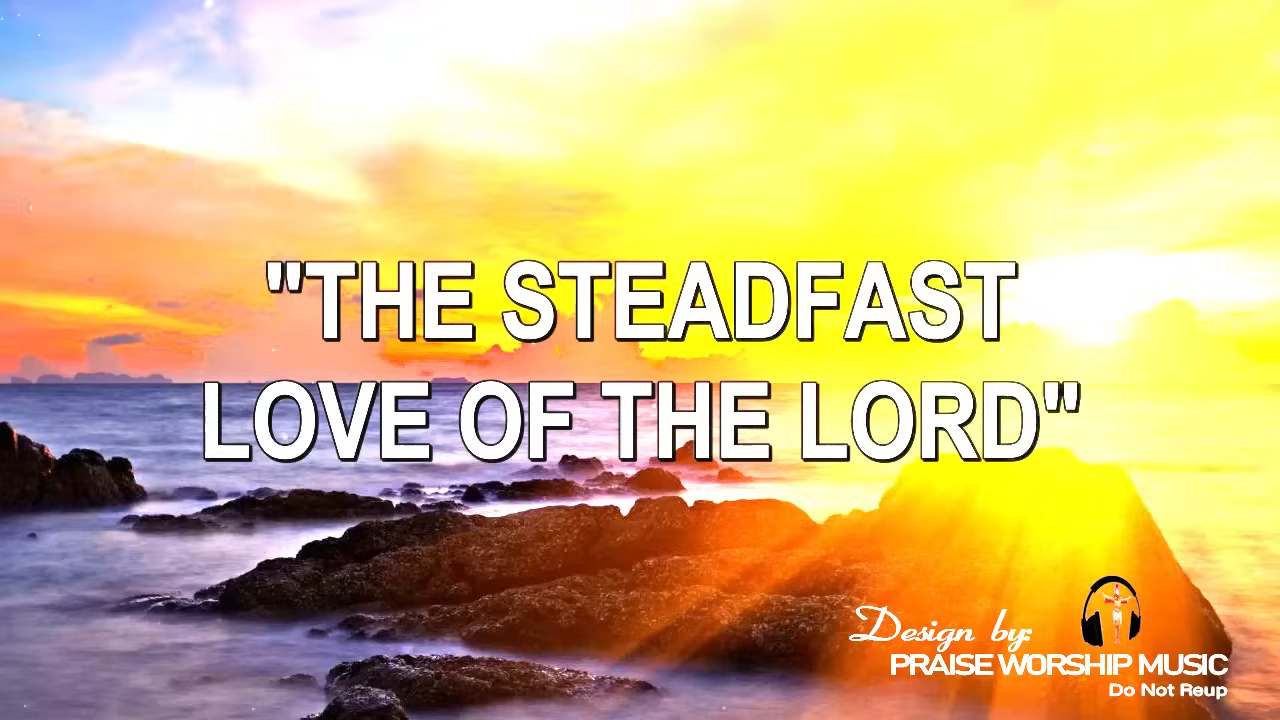 "THE STEADFAST
LOVE OF THE LORD"
Design by:
PRAISE WORSHIP MUSIC
Do Not Reup